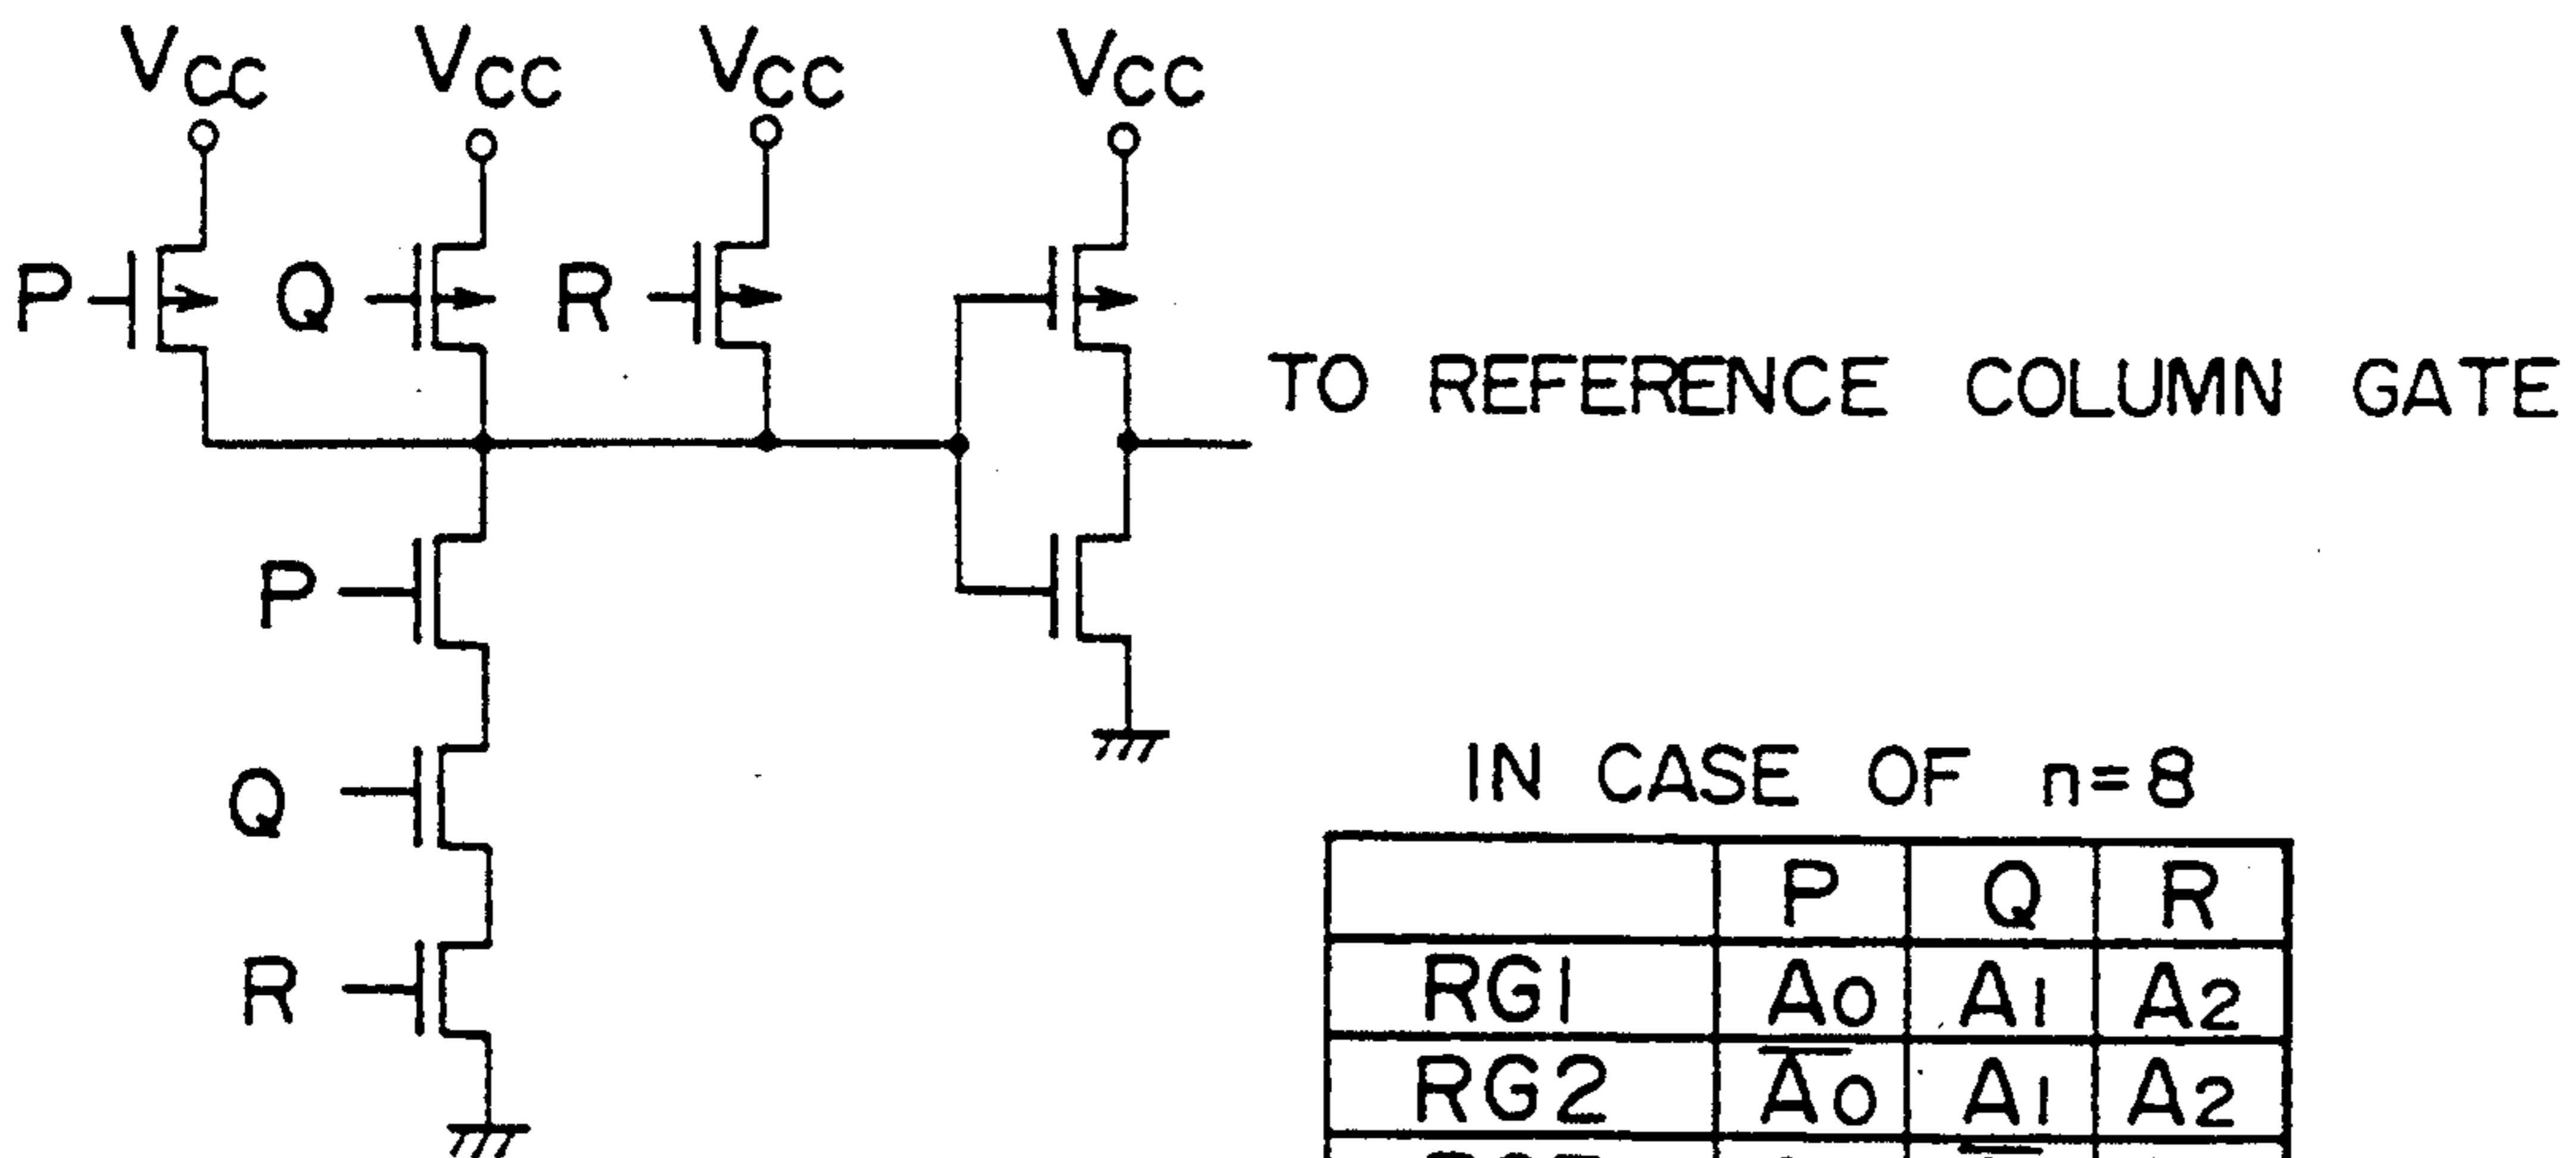 VCC VCC VCC VCC
P Q R
TO REFERENCE COLUMN GATE
P
Q
R
IN CASE OF n=8
P Q R
RG1 A0 A1 A2
RG2 A̅0 A1 A2